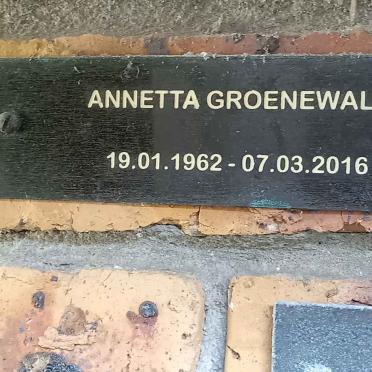 ANNETTA GROENEWAL
19.01.1962 - 07.03.2016